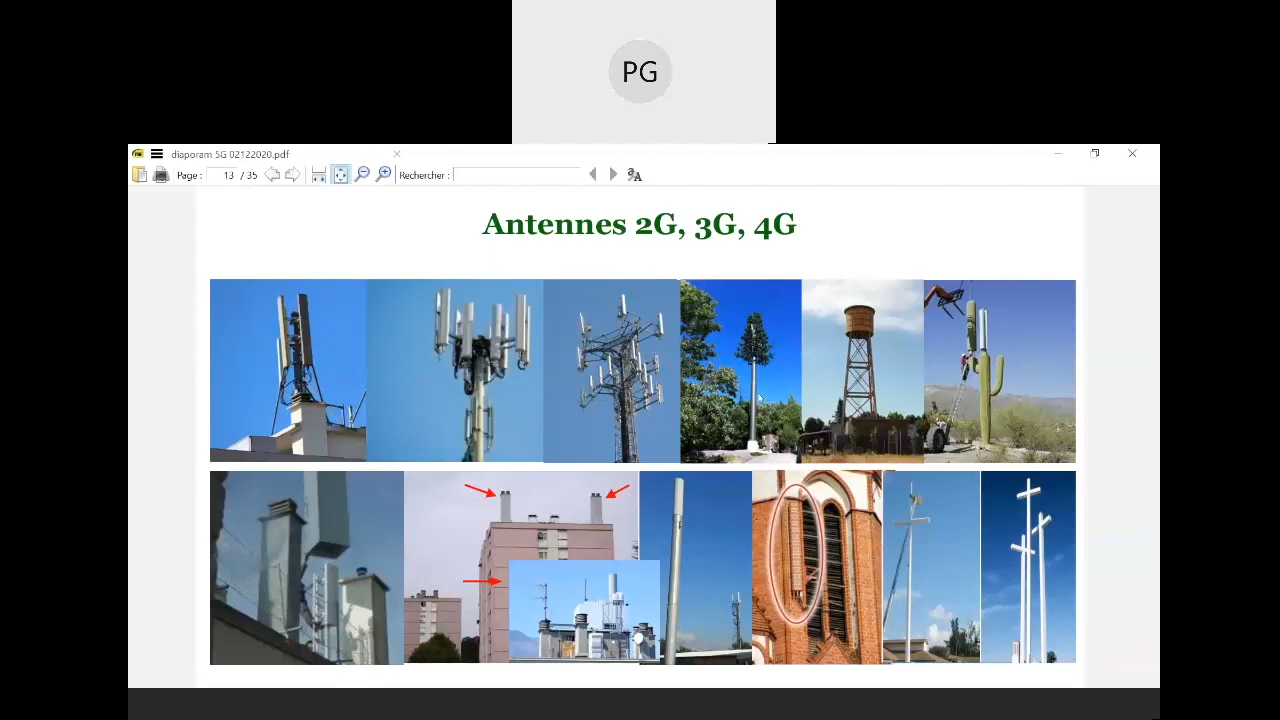 PG
diaporam 5G 02122020.pdf
Page : 13 / 35
Rechercher :
Antennes 2G, 3G, 4G